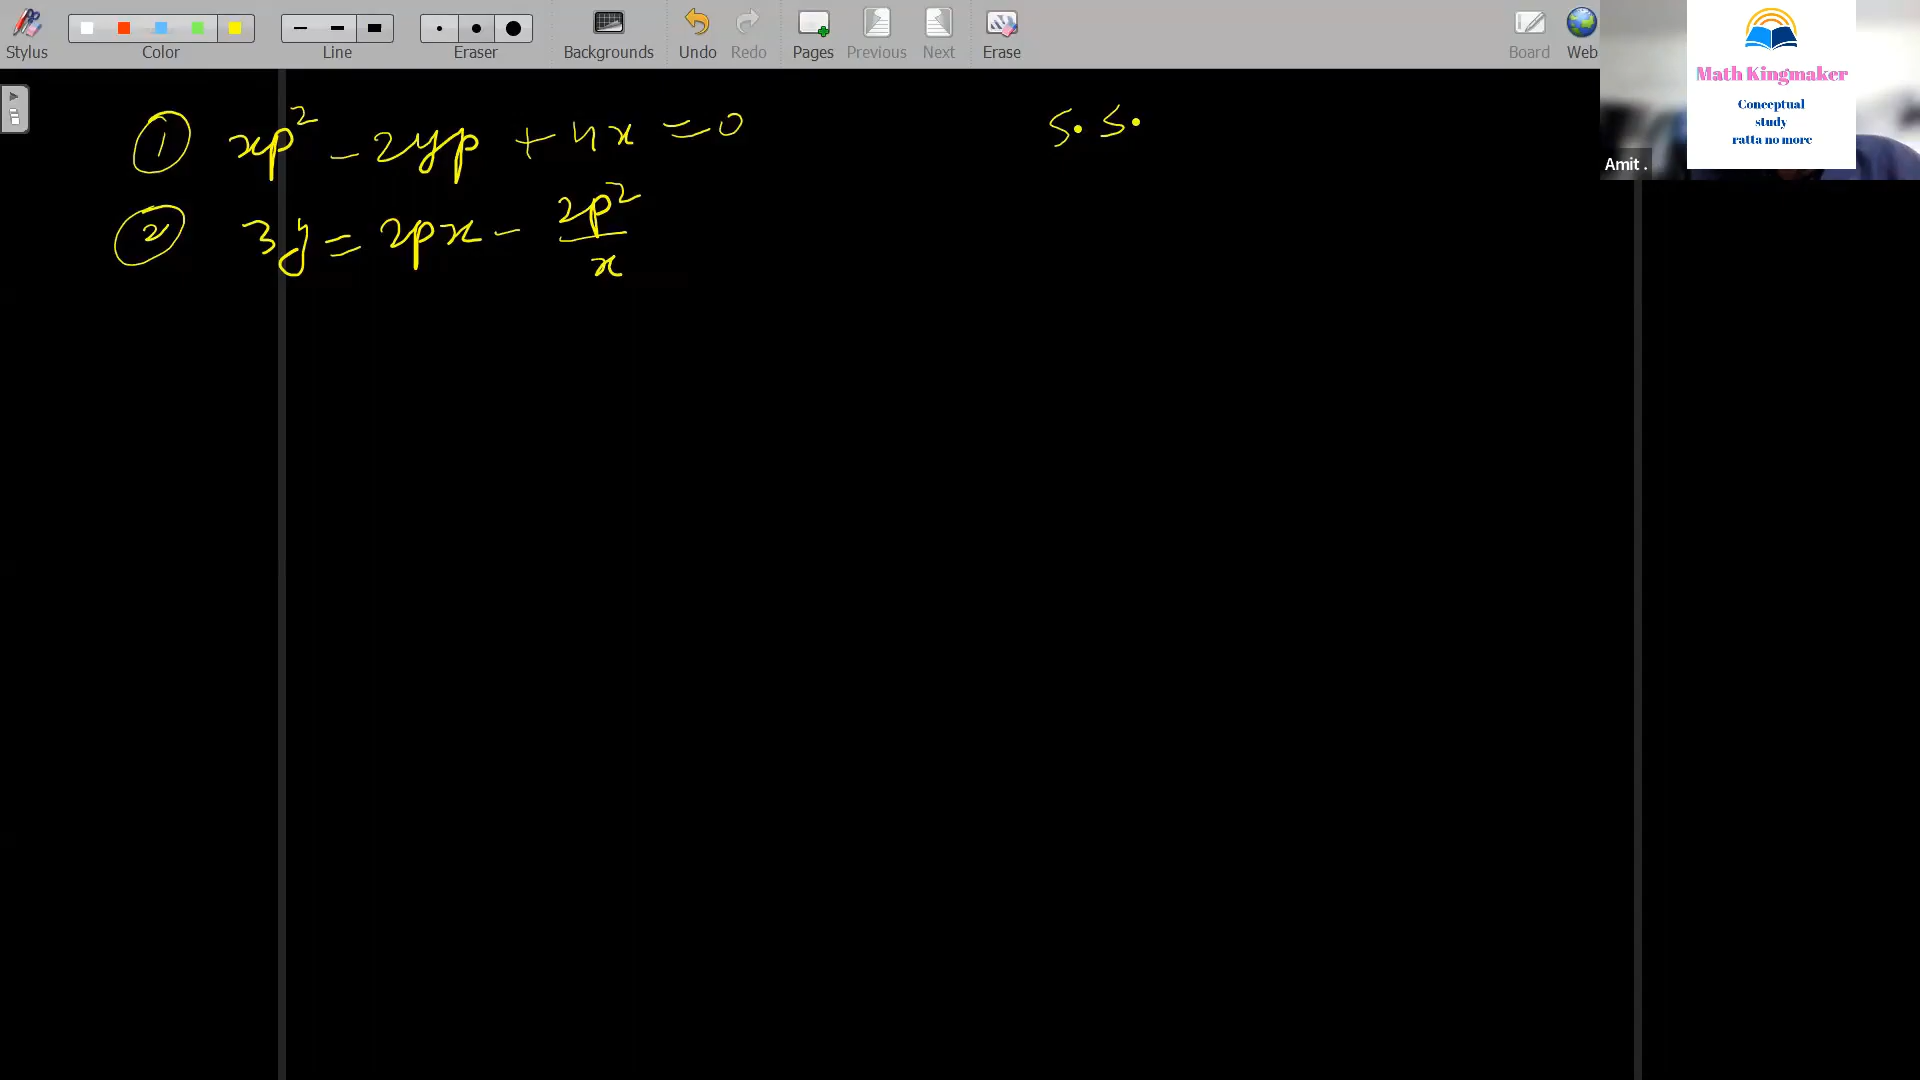 Stylus Color Line Eraser Backgrounds Undo Redo Pages Previous Next Erase Board Web
Math Kingmaker
Conceptual
study
ratta no more
Amit .
① xp² - 2yp + 4x = 0
S. S.
② 3y = 2px - 2p²/x